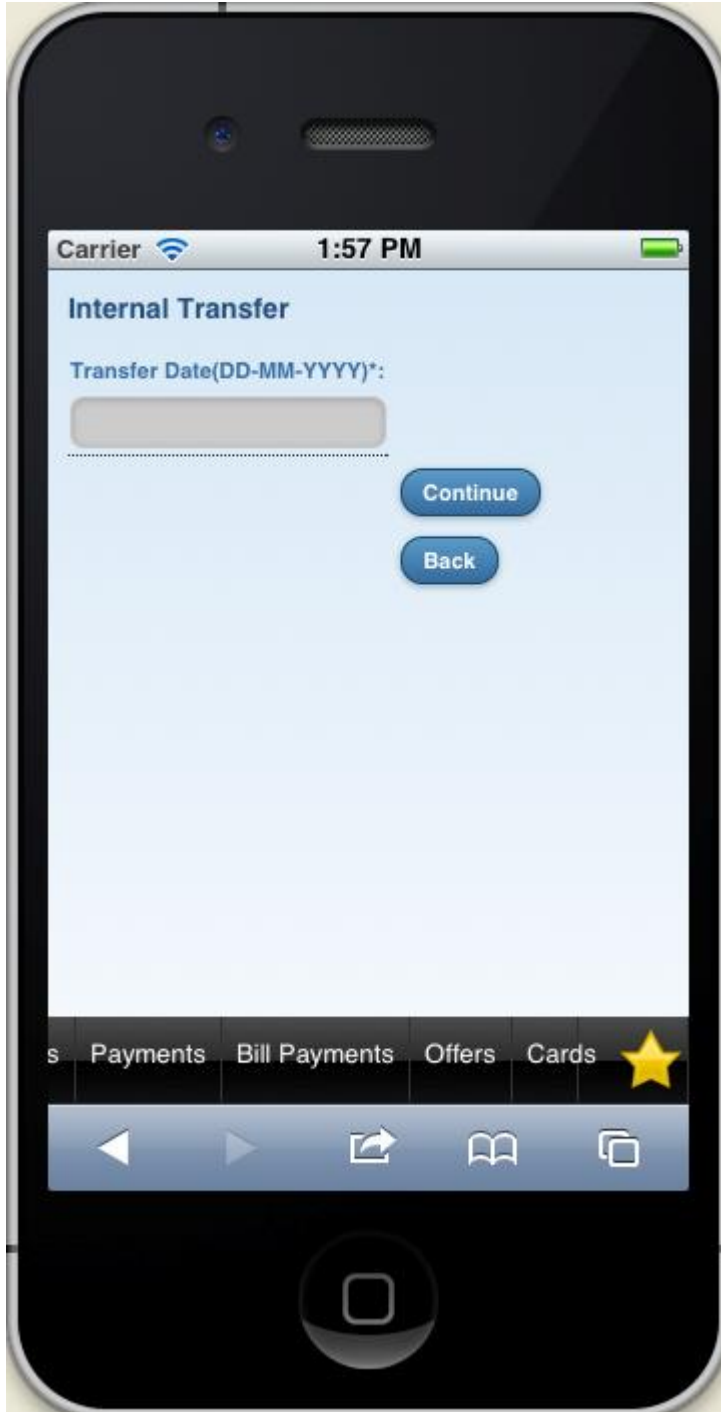 Carrier 1:57 PM
Internal Transfer
Transfer Date(DD-MM-YYYY)*:
Continue
Back
s Payments Bill Payments Offers Cards